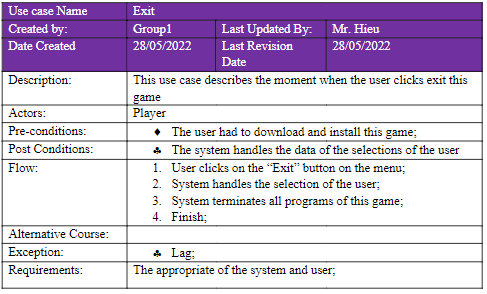 Use case Name Exit
Created by: Group1 Last Updated By: Mr. Hieu
Date Created 28/05/2022 Last Revision 28/05/2022
Date
Description: This use case describes the moment when the user clicks exit this
game
Actors: Player
Pre-conditions: ♦ The user had to download and install this game;
Post Conditions: ♣ The system handles the data of the selections of the user
Flow: 1. User clicks on the “Exit” button on the menu;
2. System handles the selection of the user;
3. System terminates all programs of this game;
4. Finish;
Alternative Course:
Exception: ♣ Lag;
Requirements: The appropriate of the system and user;